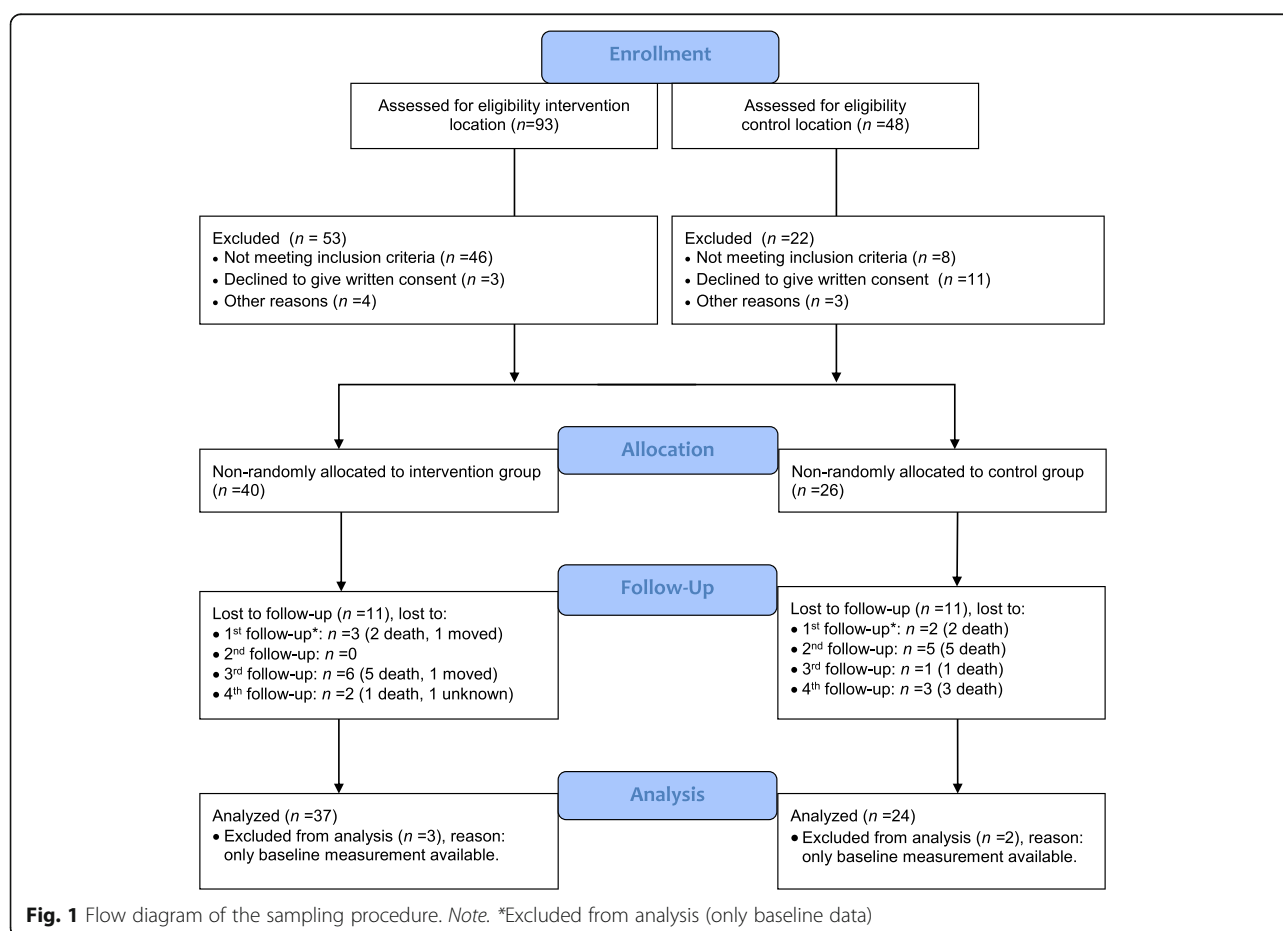 Enrollment
Assessed for eligibility intervention
location (n=93)
Assessed for eligibility
control location (n =48)
Excluded (n = 53)
• Not meeting inclusion criteria (n =46)
• Declined to give written consent (n =3)
• Other reasons (n =4)
Excluded (n =22)
• Not meeting inclusion criteria (n =8)
• Declined to give written consent (n =11)
• Other reasons (n =3)
Allocation
Non-randomly allocated to intervention group
(n =40)
Non-randomly allocated to control group
(n =26)
Follow-Up
Lost to follow-up (n =11), lost to:
• 1st follow-up*: n =3 (2 death, 1 moved)
• 2nd follow-up: n =0
• 3rd follow-up: n =6 (5 death, 1 moved)
• 4th follow-up: n =2 (1 death, 1 unknown)
Lost to follow-up (n =11), lost to:
• 1st follow-up*: n =2 (2 death)
• 2nd follow-up: n =5 (5 death)
• 3rd follow-up: n =1 (1 death)
• 4th follow-up: n =3 (3 death)
Analysis
Analyzed (n =37)
• Excluded from analysis (n =3), reason:
only baseline measurement available.
Analyzed (n =24)
• Excluded from analysis (n =2), reason:
only baseline measurement available.
Fig. 1 Flow diagram of the sampling procedure. Note. *Excluded from analysis (only baseline data)